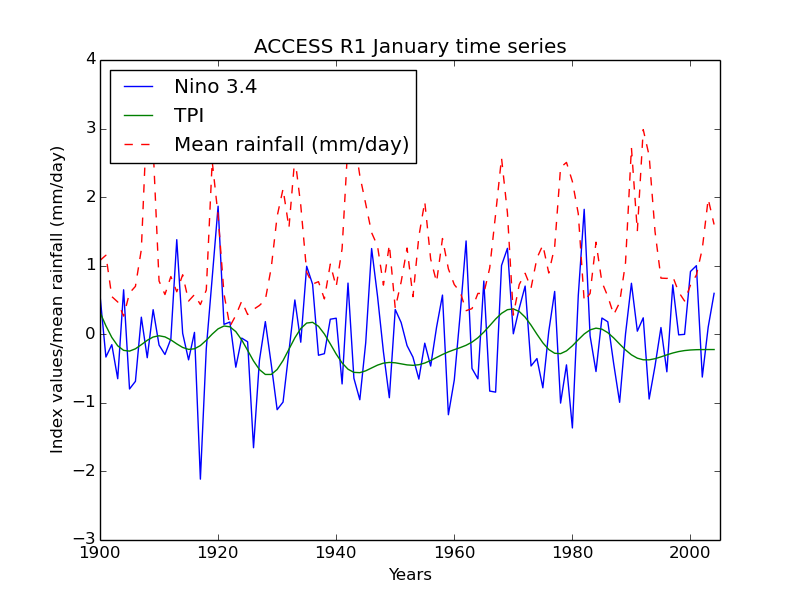 ACCESS R1 January time series
4
3
2
1
0
−1
−2
−3
Index values/mean rainfall (mm/day)
Nino 3.4
TPI
Mean rainfall (mm/day)
1900 1920 1940 1960 1980 2000
Years